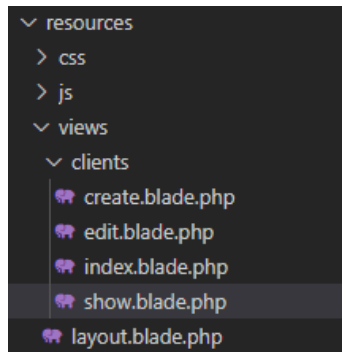 resources
css
js
views
clients
create.blade.php
edit.blade.php
index.blade.php
show.blade.php
layout.blade.php